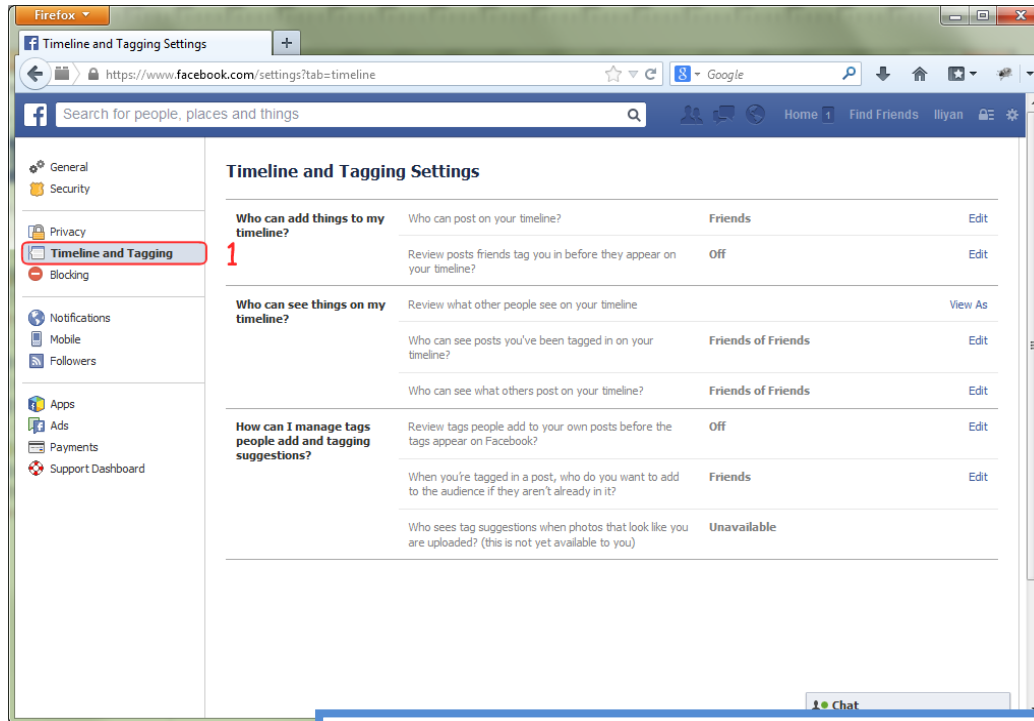 Firefox
Timeline and Tagging Settings
https://www.facebook.com/settings?tab=timeline
Google
Search for people, places and things
Home 1 Find Friends Iliyan
General
Security
Privacy
Timeline and Tagging
1
Blocking
Notifications
Mobile
Followers
Apps
Ads
Payments
Support Dashboard
Timeline and Tagging Settings
Who can add things to my
timeline?
Who can post on your timeline?
Friends
Edit
Review posts friends tag you in before they appear on
your timeline?
Off
Edit
Who can see things on my
timeline?
Review what other people see on your timeline
View As
Who can see posts you've been tagged in on your
timeline?
Friends of Friends
Edit
Who can see what others post on your timeline?
Friends of Friends
Edit
How can I manage tags
people add and tagging
suggestions?
Review tags people add to your own posts before the
tags appear on Facebook?
Off
Edit
When you're tagged in a post, who do you want to add
to the audience if they aren't already in it?
Friends
Edit
Who sees tag suggestions when photos that look like you
are uploaded? (this is not yet available to you)
Unavailable
Chat